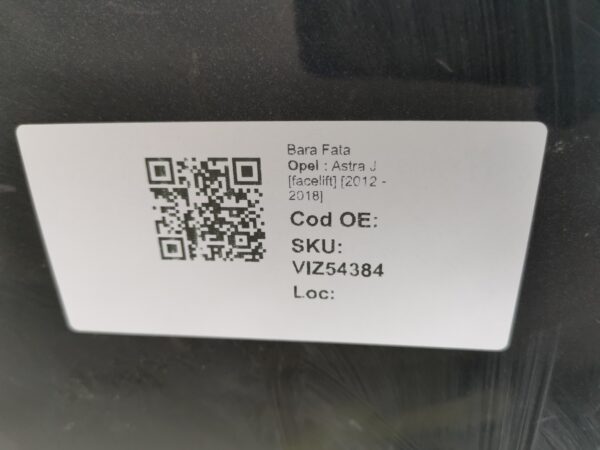 Bara Fata
Opel : Astra J
[facelift] [2012 -
2018]
Cod OE:
SKU:
VIZ54384
Loc: